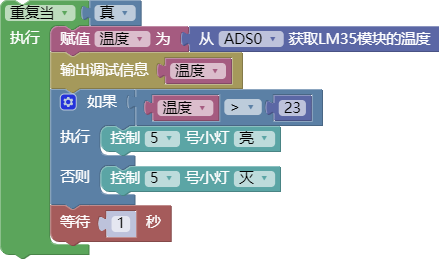 重复当 真
执行 赋值 温度 为 从 ADS0 获取LM35模块的温度
输出调试信息 温度
如果 温度 > 23
执行 控制 5 号小灯 亮
否则 控制 5 号小灯 灭
等待 1 秒